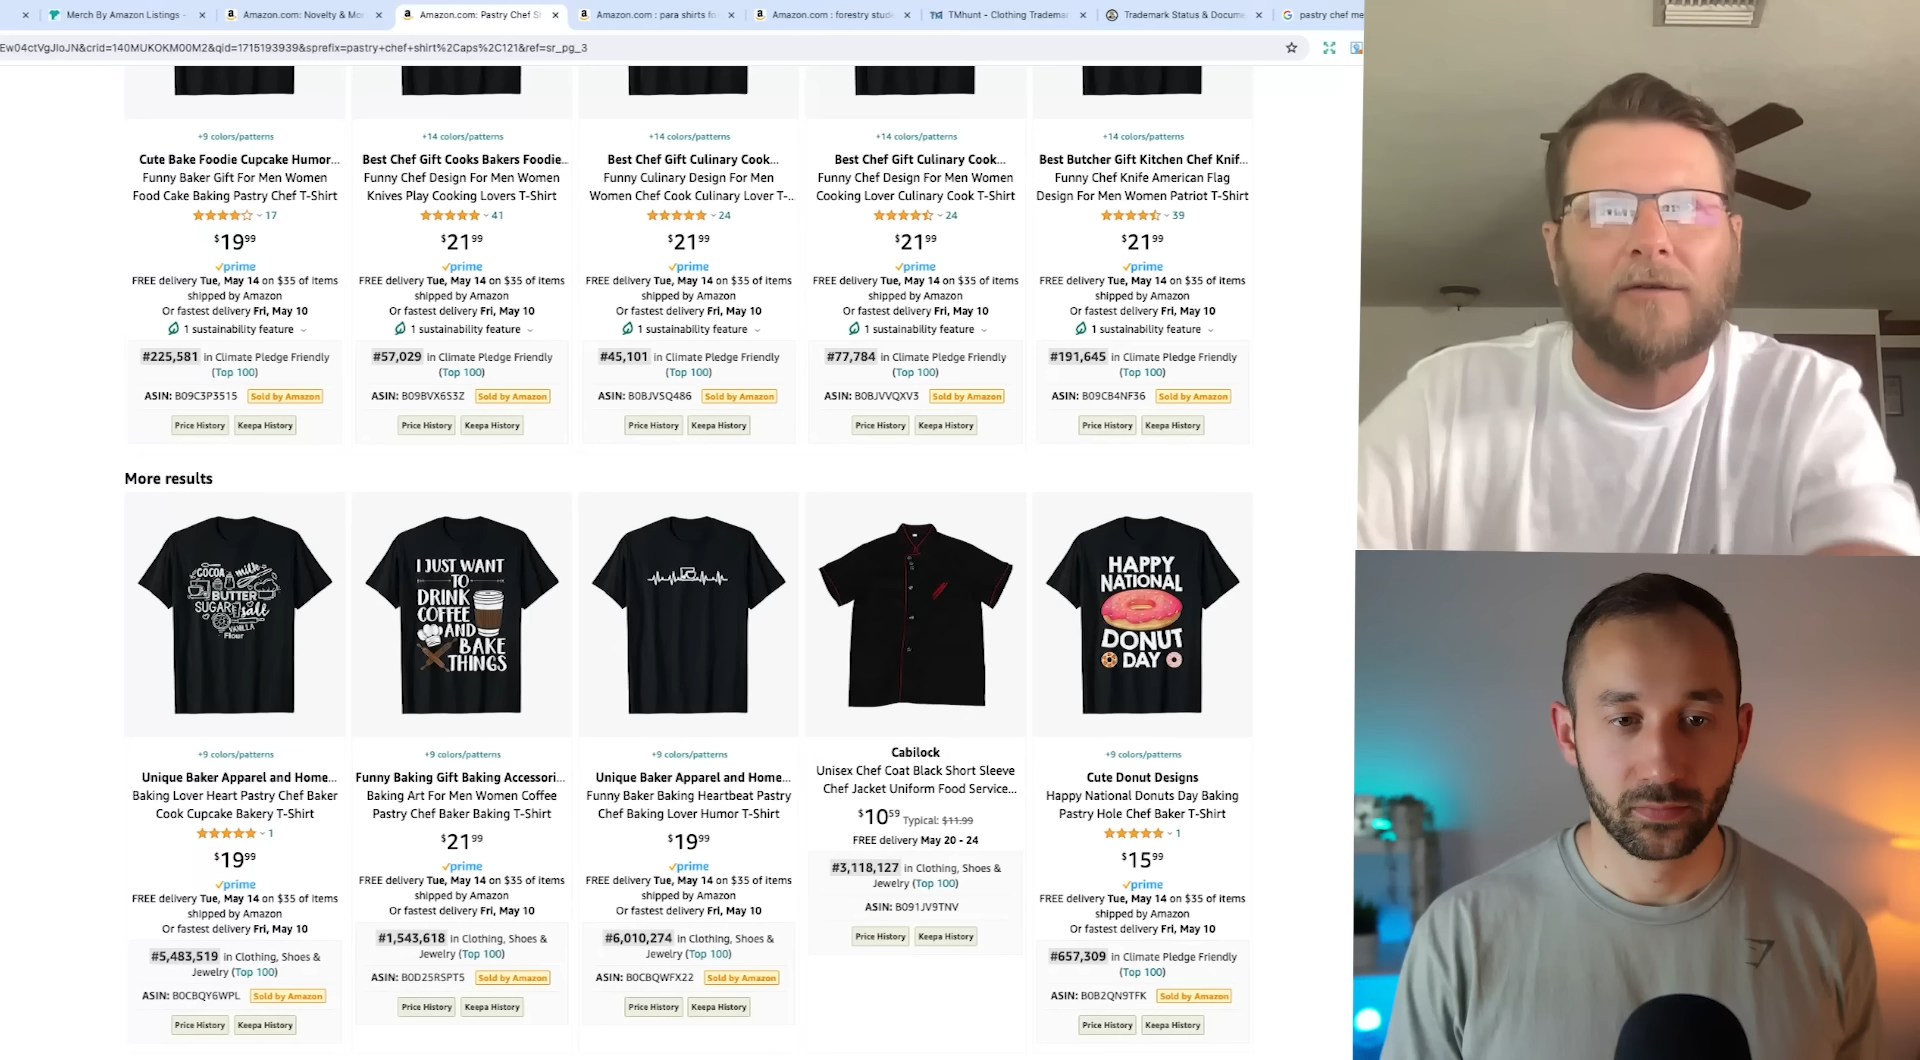 Merch By Amazon Listings -
Amazon.com: Novelty & Mo
Amazon.com: Pastry Chef S
Amazon.com : para shirts fo
Amazon.com : forestry stud
TMhunt - Clothing Tradema
Trademark Status & Docume
pastry chef me
Ew04ctVgJIoJN&crid=140MUKOKM00M2&qid=1715193939&sprefix=pastry+chef+shirt%2Caps%2C121&ref=sr_pg_3
+9 colors/patterns
Cute Bake Foodie Cupcake Humor...
Funny Baker Gift For Men Women
Food Cake Baking Pastry Chef T-Shirt
17
$1999
prime
FREE delivery Tue, May 14 on $35 of items
shipped by Amazon
Or fastest delivery Fri, May 10
1 sustainability feature
#225,581 in Climate Pledge Friendly
(Top 100)
ASIN: B09C3P3515 Sold by Amazon
Price History Keepa History
+14 colors/patterns
Best Chef Gift Cooks Bakers Foodie...
Funny Chef Design For Men Women
Knives Play Cooking Lovers T-Shirt
41
$2199
prime
FREE delivery Tue, May 14 on $35 of items
shipped by Amazon
Or fastest delivery Fri, May 10
1 sustainability feature
#57,029 in Climate Pledge Friendly
(Top 100)
ASIN: B09BVX653Z Sold by Amazon
Price History Keepa History
+14 colors/patterns
Best Chef Gift Culinary Cook...
Funny Culinary Design For Men
Women Chef Cook Culinary Lover T-...
24
$2199
prime
FREE delivery Tue, May 14 on $35 of items
shipped by Amazon
Or fastest delivery Fri, May 10
1 sustainability feature
#45,101 in Climate Pledge Friendly
(Top 100)
ASIN: B0BJVSQ486 Sold by Amazon
Price History Keepa History
+14 colors/patterns
Best Chef Gift Culinary Cook...
Funny Chef Design For Men Women
Cooking Lover Culinary Cook T-Shirt
24
$2199
prime
FREE delivery Tue, May 14 on $35 of items
shipped by Amazon
Or fastest delivery Fri, May 10
1 sustainability feature
#77,784 in Climate Pledge Friendly
(Top 100)
ASIN: B0BJVVQXV3 Sold by Amazon
Price History Keepa History
+14 colors/patterns
Best Butcher Gift Kitchen Chef Knif...
Funny Chef Knife American Flag
Design For Men Women Patriot T-Shirt
39
$2199
prime
FREE delivery Tue, May 14 on $35 of items
shipped by Amazon
Or fastest delivery Fri, May 10
1 sustainability feature
#191,645 in Climate Pledge Friendly
(Top 100)
ASIN: B09CB4NF36 Sold by Amazon
Price History Keepa History
More results
COCOA milk
BUTTER
SUGAR salt
VANILLA
Flour
+9 colors/patterns
Unique Baker Apparel and Home...
Baking Lover Heart Pastry Chef Baker
Cook Cupcake Bakery T-Shirt
1
$1999
prime
FREE delivery Tue, May 14 on $35 of items
shipped by Amazon
Or fastest delivery Fri, May 10
#5,483,519 in Clothing, Shoes &
Jewelry (Top 100)
ASIN: B0CBQY6WPL Sold by Amazon
Price History Keepa History
I JUST WANT
TO
DRINK
COFFEE
AND
BAKE
THINGS
+9 colors/patterns
Funny Baking Gift Baking Accessori...
Baking Art For Men Women Coffee
Pastry Chef Baker Baking T-Shirt
$2199
prime
FREE delivery Tue, May 14 on $35 of items
shipped by Amazon
Or fastest delivery Fri, May 10
#1,543,618 in Clothing, Shoes &
Jewelry (Top 100)
ASIN: B0D25RSPT5 Sold by Amazon
Price History Keepa History
+9 colors/patterns
Unique Baker Apparel and Home...
Funny Baker Baking Heartbeat Pastry
Chef Baking Lover Humor T-Shirt
$1999
prime
FREE delivery Tue, May 14 on $35 of items
shipped by Amazon
Or fastest delivery Fri, May 10
#6,010,274 in Clothing, Shoes &
Jewelry (Top 100)
ASIN: B0CBQWFX22 Sold by Amazon
Price History Keepa History
Cabilock
Unisex Chef Coat Black Short Sleeve
Chef Jacket Uniform Food Service...
$1059 Typical: $11.99
FREE delivery May 20 - 24
#3,118,127 in Clothing, Shoes &
Jewelry (Top 100)
ASIN: B091JV9TNV
Price History Keepa History
HAPPY
NATIONAL
DONUT
DAY
+9 colors/patterns
Cute Donut Designs
Happy National Donuts Day Baking
Pastry Hole Chef Baker T-Shirt
1
$1599
prime
FREE delivery Tue, May 14 on $35 of items
shipped by Amazon
Or fastest delivery Fri, May 10
#657,309 in Climate Pledge Friendly
(Top 100)
ASIN: B0B2QN9TFK Sold by Amazon
Price History Keepa History